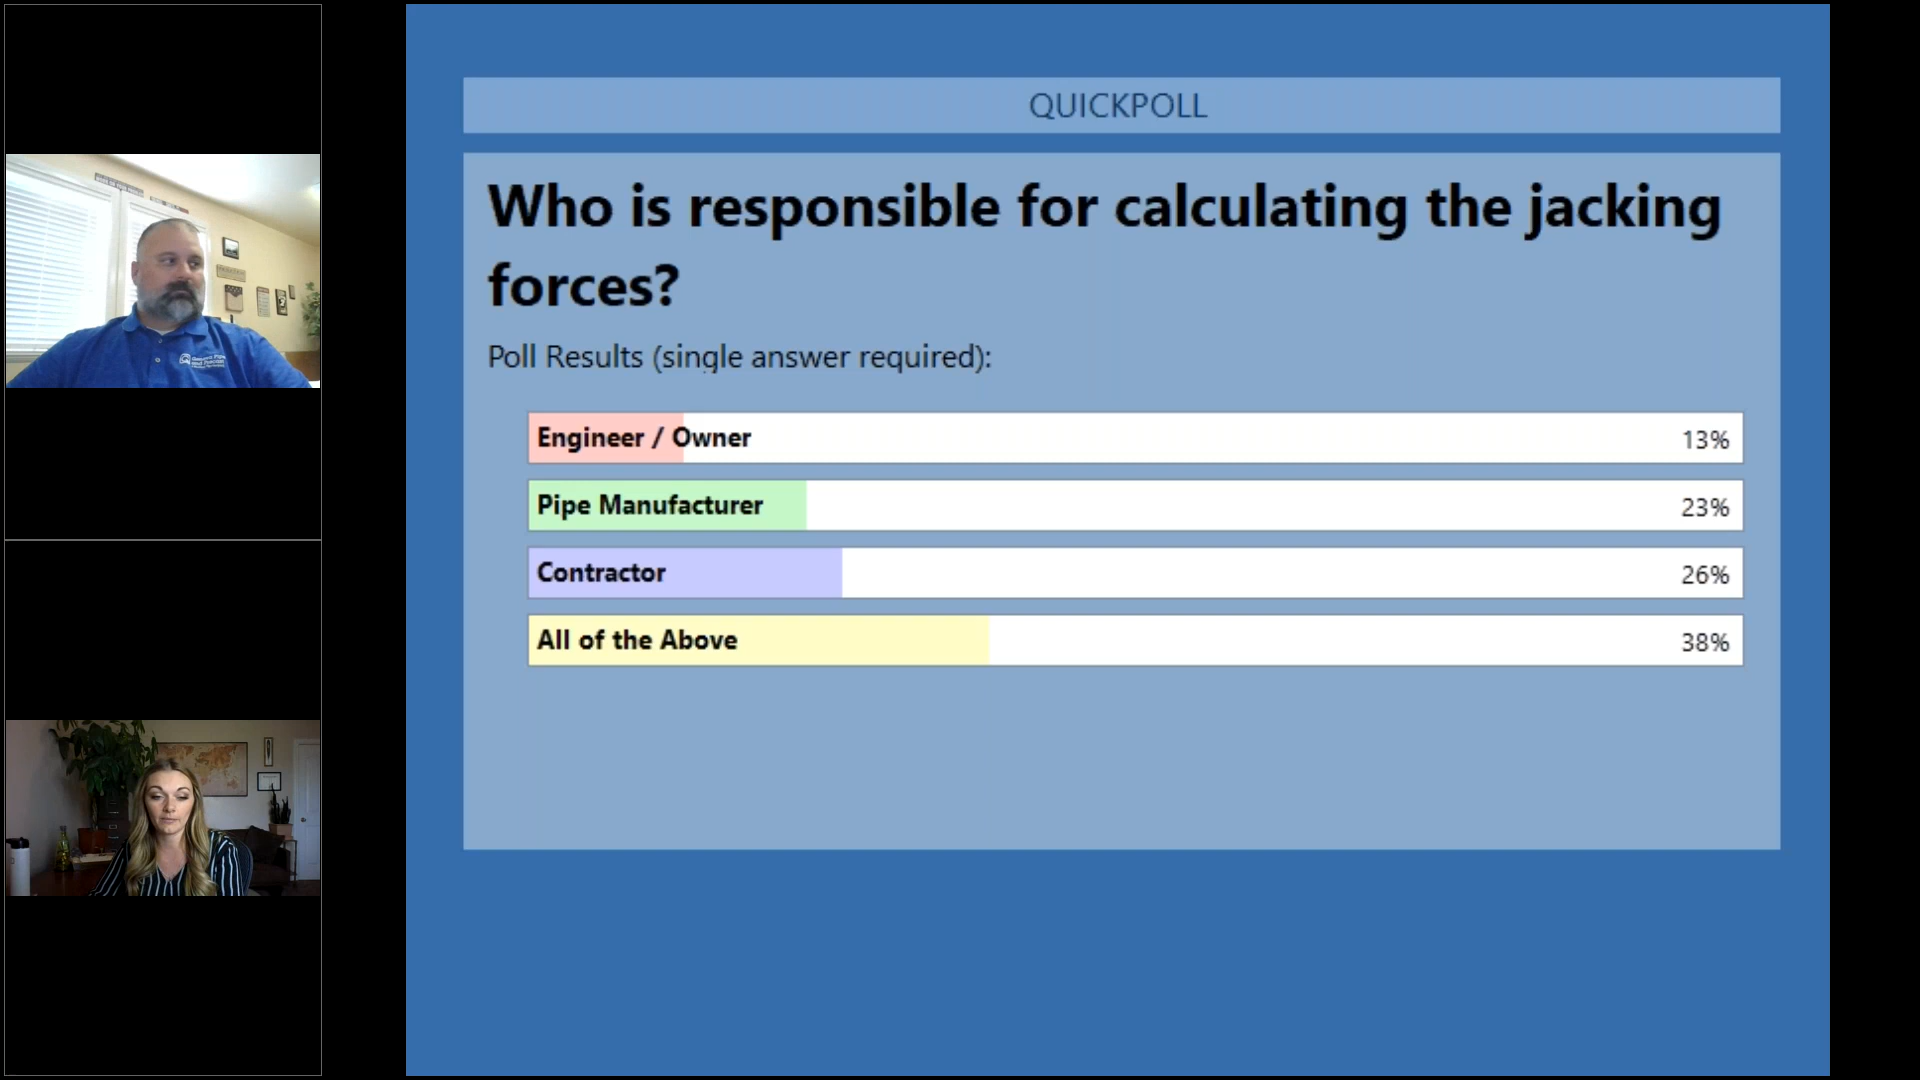 QUICKPOLL
Who is responsible for calculating the jacking
forces?
Poll Results (single answer required):
Engineer / Owner 13%
Pipe Manufacturer 23%
Contractor 26%
All of the Above 38%